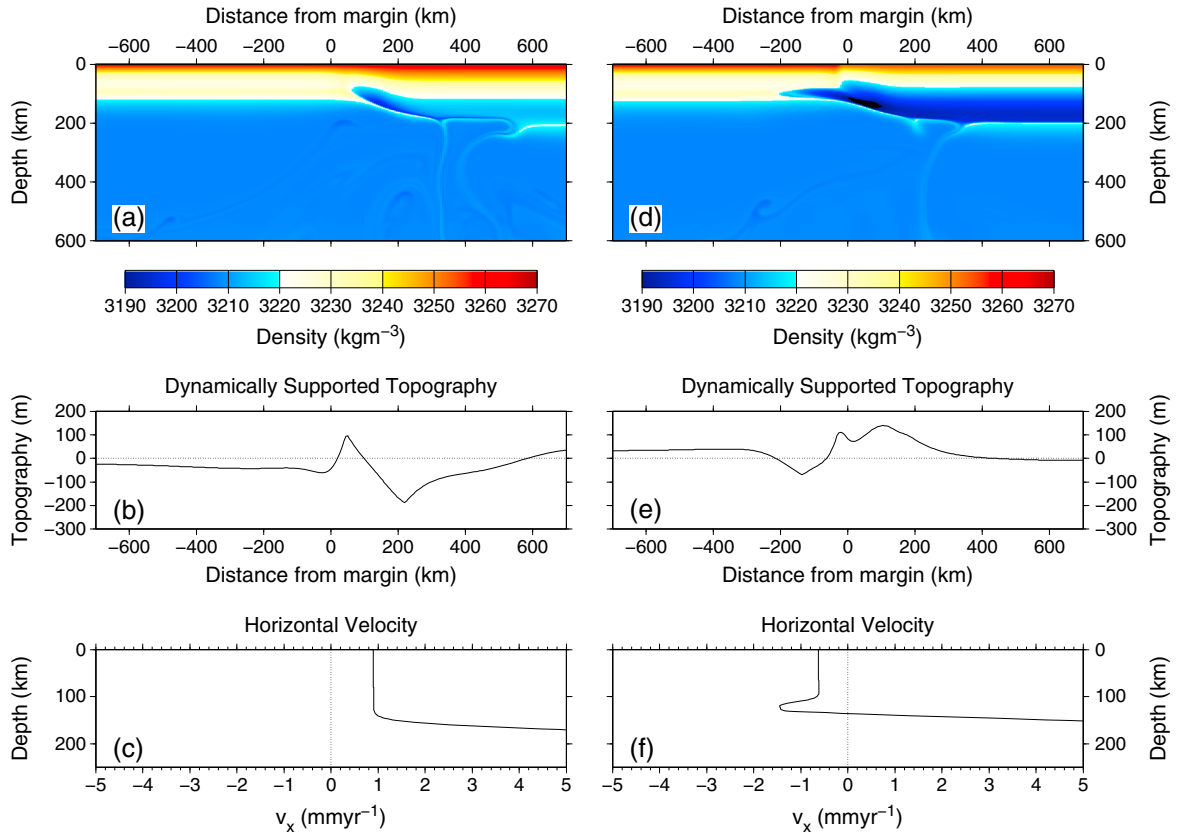 Distance from margin (km)
−600 −400 −200 0 200 400 600
Depth (km)
0
200
400
600
(a)
3190 3200 3210 3220 3230 3240 3250 3260 3270
Density (kgm−3)
Dynamically Supported Topography
Topography (m)
200
100
0
−100
−200
−300
(b)
−600 −400 −200 0 200 400 600
Distance from margin (km)
Horizontal Velocity
Depth (km)
0
100
200
(c)
−5 −4 −3 −2 −1 0 1 2 3 4 5
vx (mmyr−1)
Distance from margin (km)
−600 −400 −200 0 200 400 600
0
200
400
600
Depth (km)
(d)
3190 3200 3210 3220 3230 3240 3250 3260 3270
Density (kgm−3)
Dynamically Supported Topography
200
100
0
−100
−200
−300
Topography (m)
(e)
−600 −400 −200 0 200 400 600
Distance from margin (km)
Horizontal Velocity
0
100
200
Depth (km)
(f)
−5 −4 −3 −2 −1 0 1 2 3 4 5
vx (mmyr−1)